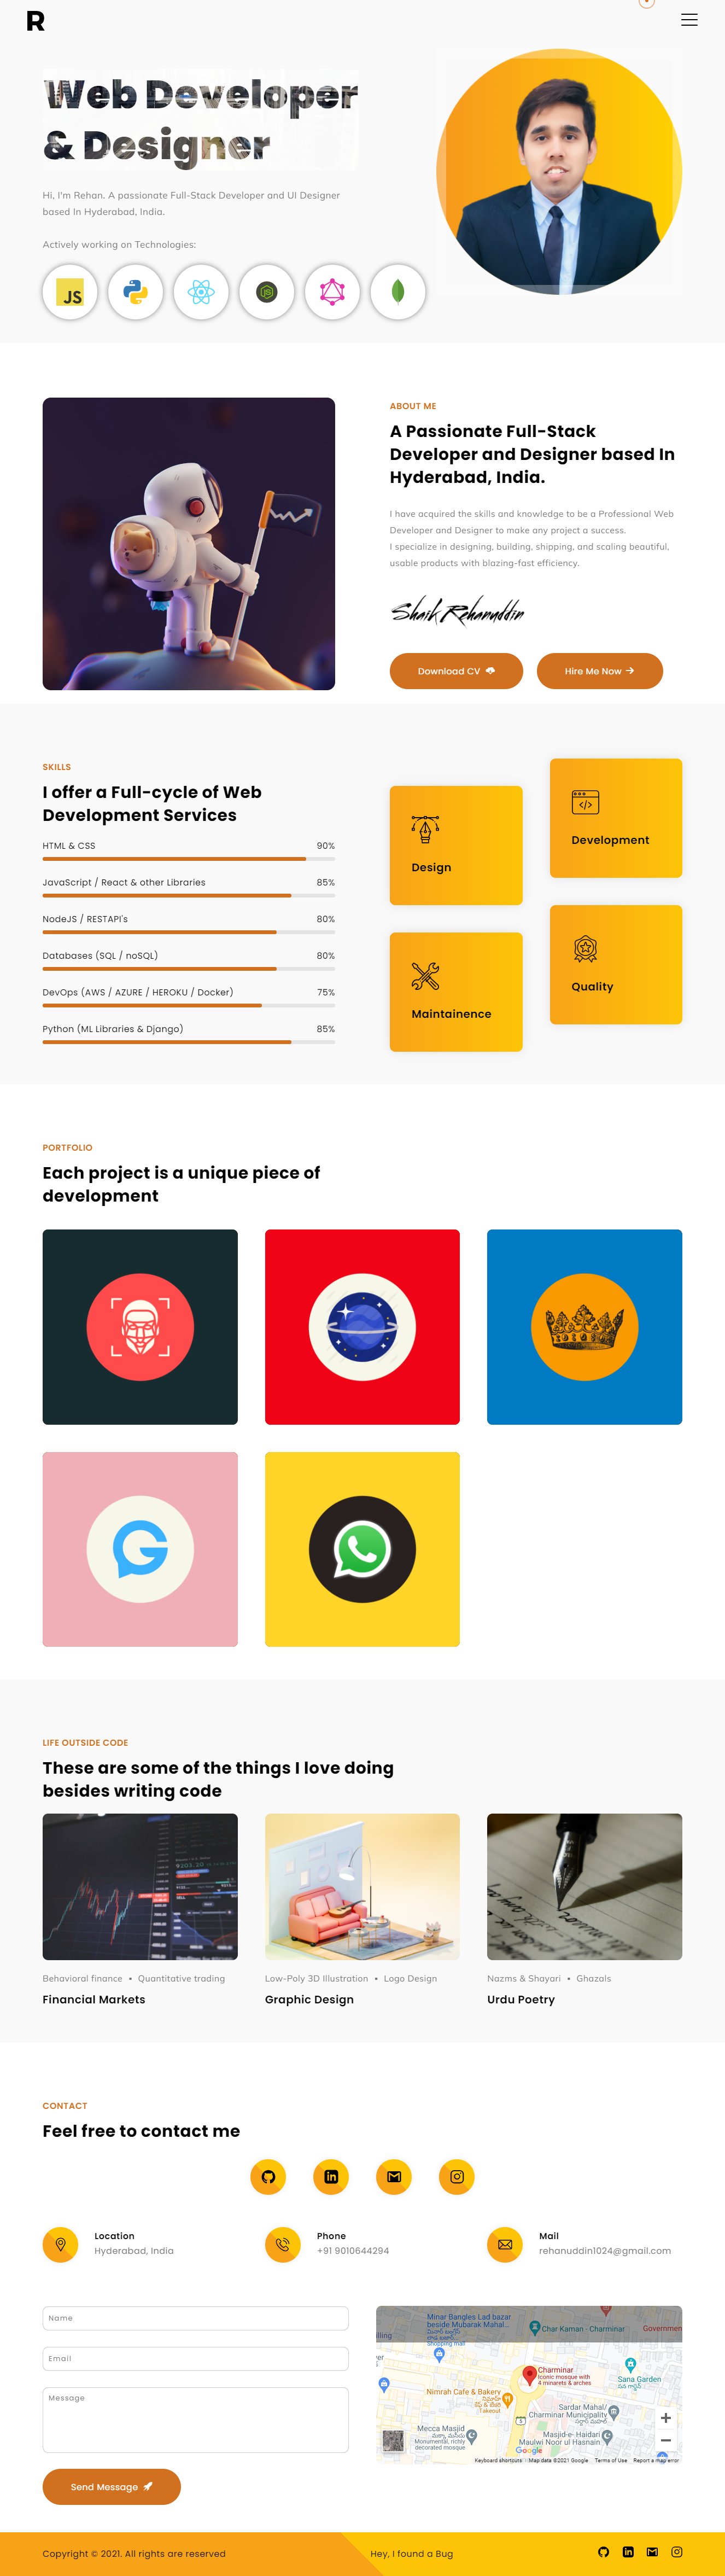 R
Web Developer
& Designer
Hi, I'm Rehan. A passionate Full-Stack Developer and UI Designer
based In Hyderabad, India.
Actively working on Technologies:
JS
ABOUT ME
A Passionate Full-Stack
Developer and Designer based In
Hyderabad, India.
I have acquired the skills and knowledge to be a Professional Web
Developer and Designer to make any project a success.
I specialize in designing, building, shipping, and scaling beautiful,
usable products with blazing-fast efficiency.
Shaik Rehanuddin
Download CV
Hire Me Now
SKILLS
I offer a Full-cycle of Web
Development Services
HTML & CSS 90%
JavaScript / React & other Libraries 85%
NodeJS / RESTAPI's 80%
Databases (SQL / noSQL) 80%
DevOps (AWS / AZURE / HEROKU / Docker) 75%
Python (ML Libraries & Django) 85%
Design
Development
Maintainence
Quality
PORTFOLIO
Each project is a unique piece of
development
LIFE OUTSIDE CODE
These are some of the things I love doing
besides writing code
Behavioral finance • Quantitative trading
Financial Markets
Low-Poly 3D Illustration • Logo Design
Graphic Design
Nazms & Shayari • Ghazals
Urdu Poetry
CONTACT
Feel free to contact me
Location
Hyderabad, India
Phone
+91 9010644294
Mail
rehanuddin1024@gmail.com
Name
Email
Message
Send Message
Minar Bangles Lad bazar
beside Mubarak Mahal...
Shopping mall
Char Kaman - Charminar
Governmen
Charminar
Iconic mosque with
4 minarets & arches
Sana Garden
Nimrah Cafe & Bakery
Takeout
Sardar Mahal/
Charminar Municipality
Mecca Masjid
Monumental, richly
decorated mosque
Masjid-e- Haidari
Maulwi Noor ul Hasnain
Google
Keyboard shortcuts Map data ©2021 Google Terms of Use Report a map error
Copyright © 2021. All rights are reserved
Hey, I found a Bug